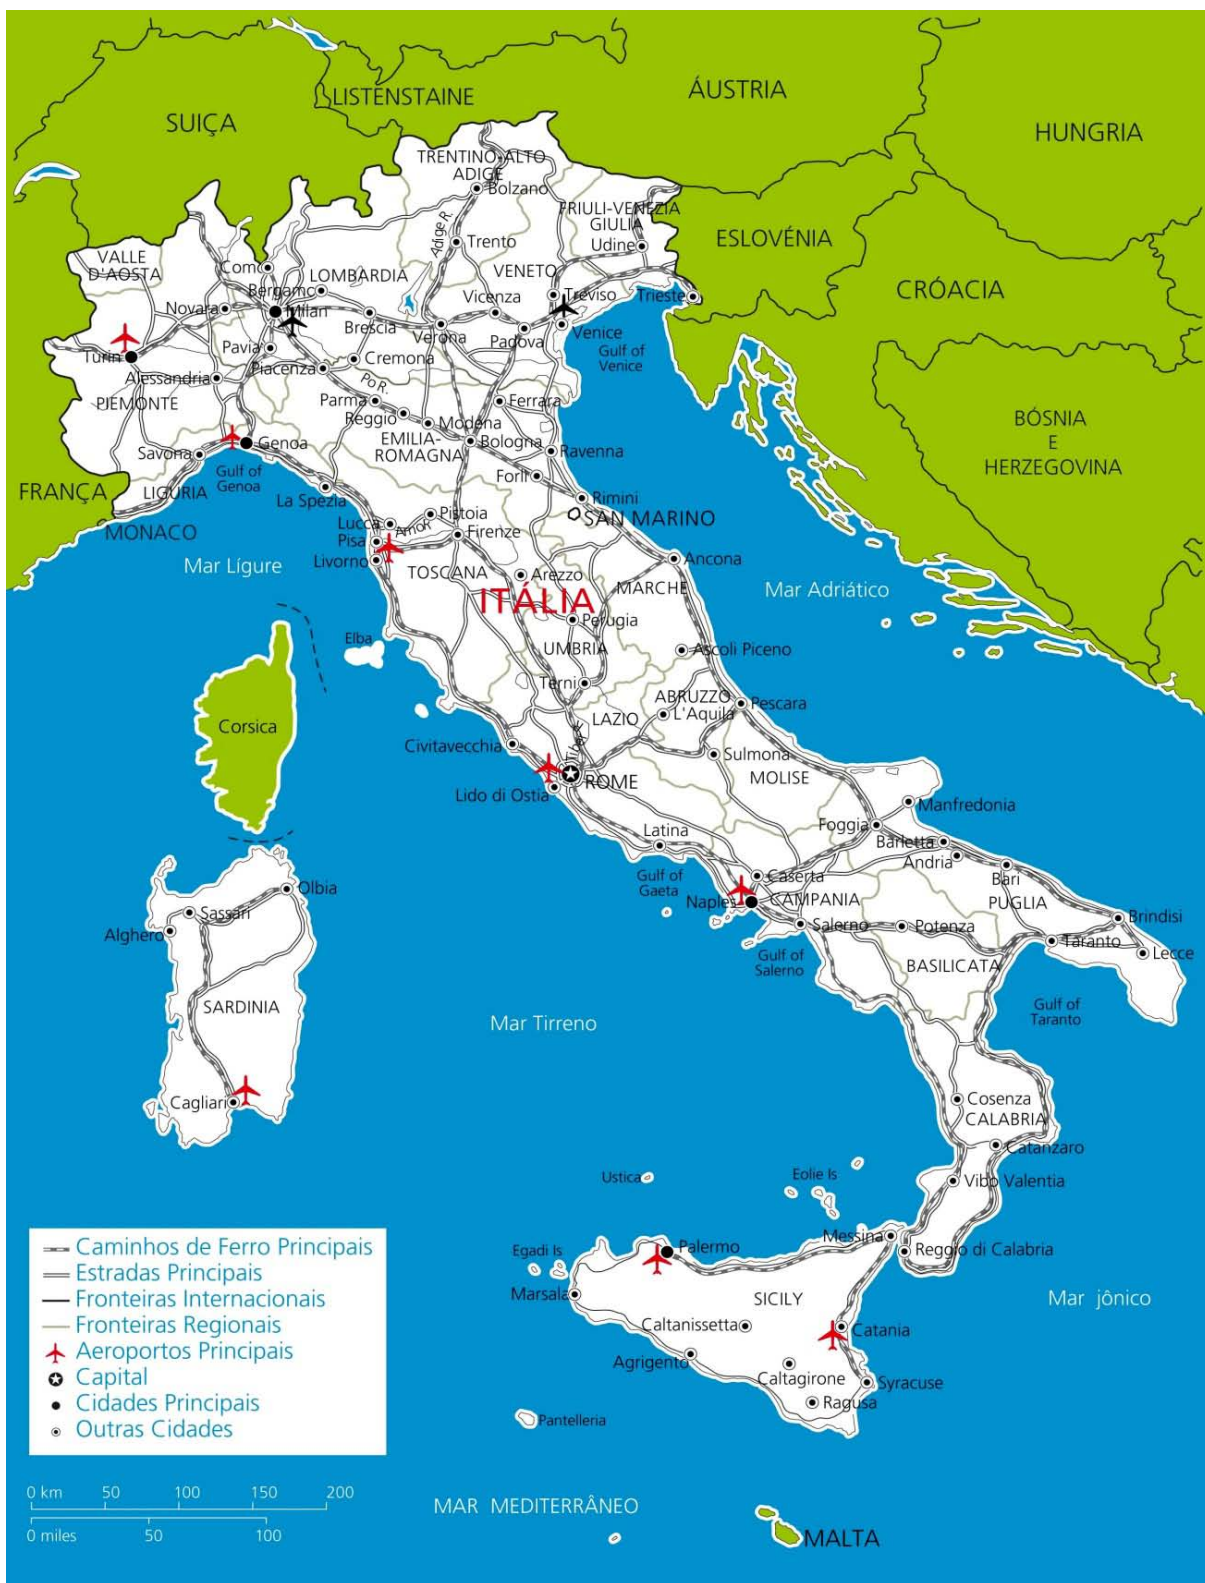 LISTENSTAINE
ÁUSTRIA
SUIÇA
HUNGRIA
TRENTINO-ALTO
ADIGE
Bolzano
FRIULI-VENEZIA
GIULIA
ESLOVÉNIA
Adige R.
Trento
Udine
VALLE
D'AOSTA
Como
LOMBARDIA
VENETO
CRÓACIA
Bergamo
Vicenza
Treviso
Trieste
Novara
Milan
Brescia
Verona
Padova
Venice
Gulf of
Venice
Turin
Pavia
Cremona
Alessandria
Piacenza
Po R.
PIEMONTE
Parma
Ferrara
Reggio
Modena
BÓSNIA
E
HERZEGOVINA
EMILIA-
ROMAGNA
Bologna
Genoa
Savona
Ravenna
Gulf of
Genoa
Forlì
FRANÇA
LIGURIA
La Spezia
Rimini
MONACO
SAN MARINO
Lucca
Pistoia
Arno R
Pisa
Firenze
Livorno
Ancona
Mar Lígure
TOSCANA
Arezzo
MARCHE
Mar Adriático
ITÁLIA
Perugia
Elba
UMBRIA
Ascoli Piceno
Terni
ABRUZZO
Pescara
L'Aquila
LAZIO
Corsica
Civitavecchia
Tiber R.
Sulmona
ROME
MOLISE
Lido di Ostia
Manfredonia
Latina
Foggia
Barletta
Andria
Gulf of
Gaeta
Caserta
Bari
Olbia
Naples
CAMPANIA
PUGLIA
Sassari
Brindisi
Alghero
Salerno
Potenza
Taranto
Lecce
Gulf of
Salerno
BASILICATA
SARDINIA
Gulf of
Taranto
Mar Tirreno
Cagliari
Cosenza
CALABRIA
Catanzaro
Ustica
Eolie Is
Vibo Valentia
Messina
Egadi Is
Palermo
Reggio di Calabria
Marsala
SICILY
Mar jônico
Caltanissetta
Catania
Agrigento
Caltagirone
Syracuse
Ragusa
Pantelleria
Caminhos de Ferro Principais
Estradas Principais
Fronteiras Internacionais
Fronteiras Regionais
Aeroportos Principais
Capital
Cidades Principais
Outras Cidades
0 km 50 100 150 200
0 miles 50 100
MAR MEDITERRÂNEO
MALTA